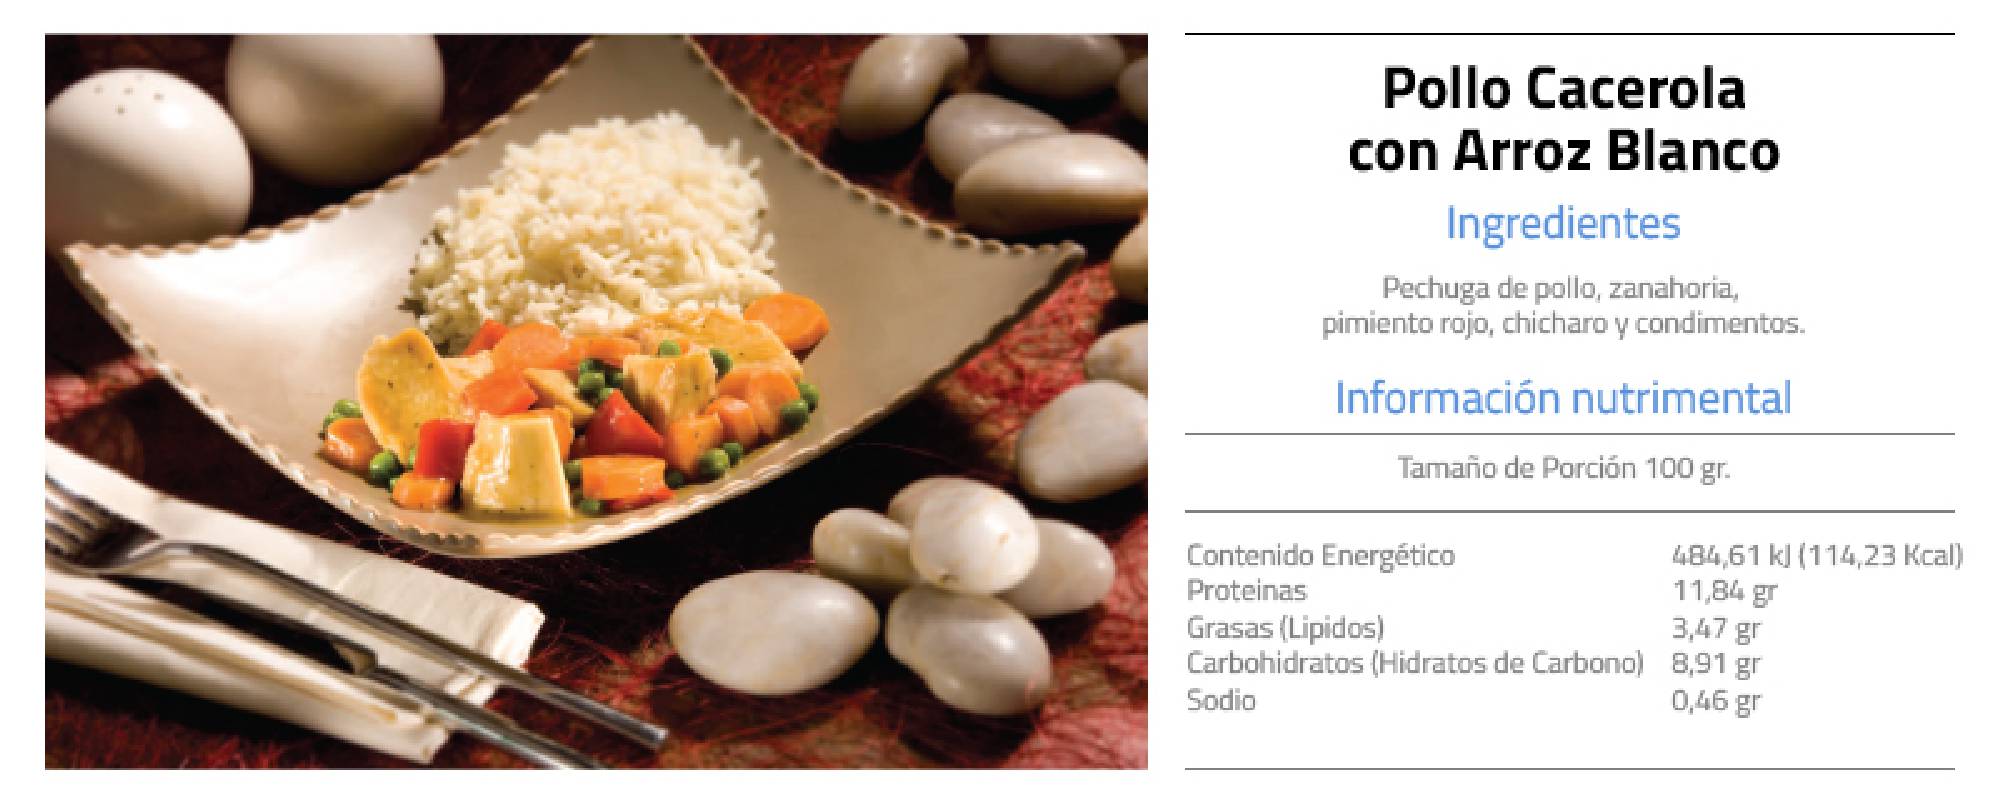 Pollo Cacerola
con Arroz Blanco
Ingredientes
Pechuga de pollo, zanahoria,
pimiento rojo, chicharo y condimentos.
Información nutrimental
Tamaño de Porción 100 gr.
Contenido Energético 484,61 kJ (114,23 Kcal)
Proteinas 11,84 gr
Grasas (Lipidos) 3,47 gr
Carbohidratos (Hidratos de Carbono) 8,91 gr
Sodio 0,46 gr